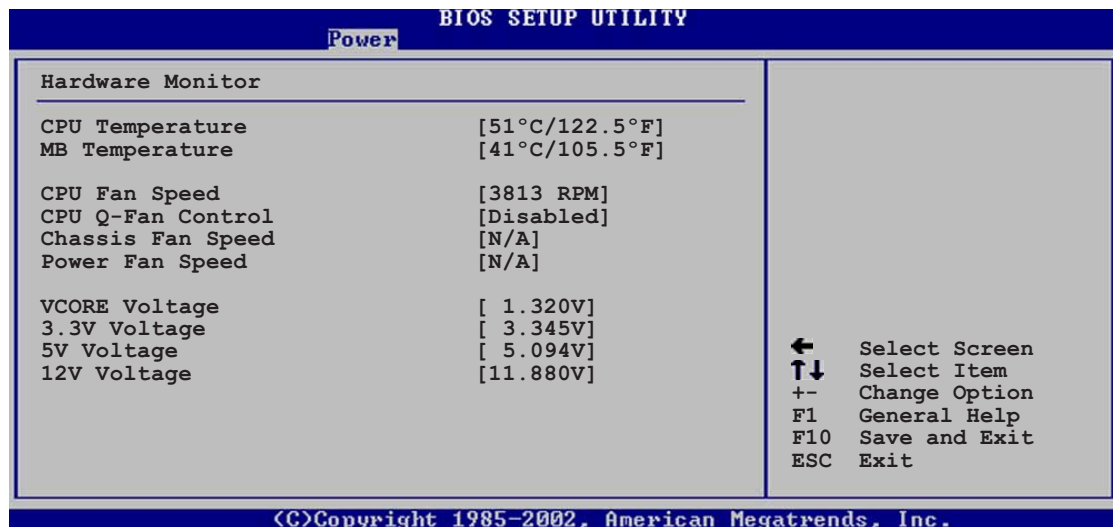 BIOS SETUP UTILITY
Power
Hardware Monitor
CPU Temperature [51°C/122.5°F]
MB Temperature [41°C/105.5°F]
CPU Fan Speed [3813 RPM]
CPU Q-Fan Control [Disabled]
Chassis Fan Speed [N/A]
Power Fan Speed [N/A]
VCORE Voltage [ 1.320V]
3.3V Voltage [ 3.345V]
5V Voltage [ 5.094V]
12V Voltage [11.880V]
← Select Screen
↑↓ Select Item
+- Change Option
F1 General Help
F10 Save and Exit
ESC Exit
(C)Copyright 1985-2002, American Megatrends, Inc.